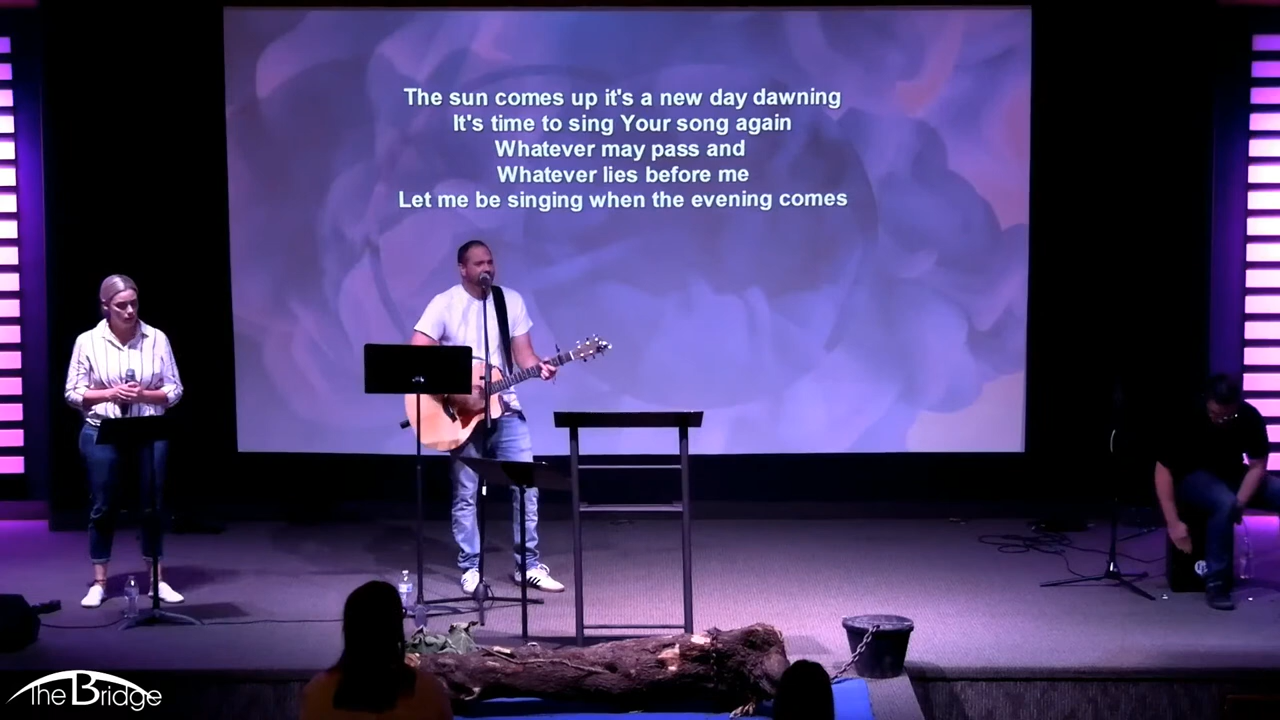 The sun comes up it's a new day dawning
It's time to sing Your song again
Whatever may pass and
Whatever lies before me
Let me be singing when the evening comes
The Bridge